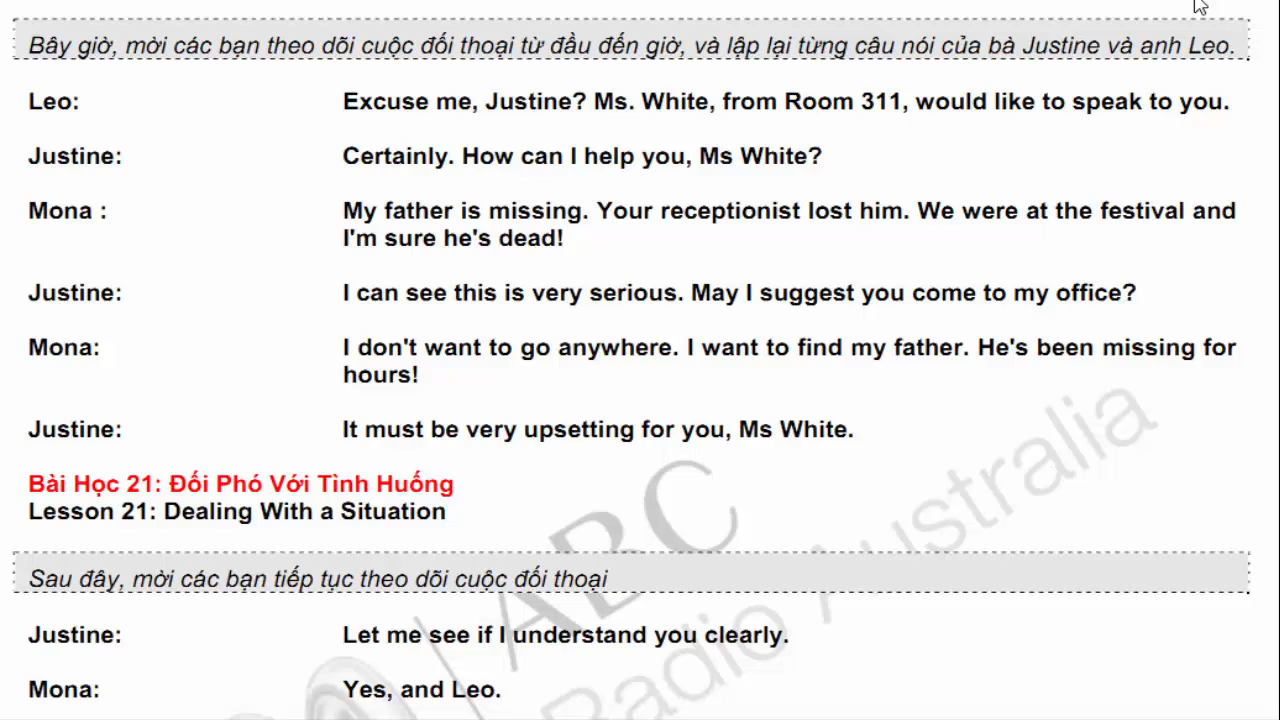 Bây giờ, mời các bạn theo dõi cuộc đối thoại từ đầu đến giờ, và lập lại từng câu nói của bà Justine và anh Leo.
Leo: Excuse me, Justine? Ms. White, from Room 311, would like to speak to you.
Justine: Certainly. How can I help you, Ms White?
Mona : My father is missing. Your receptionist lost him. We were at the festival and
I'm sure he's dead!
Justine: I can see this is very serious. May I suggest you come to my office?
Mona: I don't want to go anywhere. I want to find my father. He's been missing for
hours!
Justine: It must be very upsetting for you, Ms White.
Bài Học 21: Đối Phó Với Tình Huống
Lesson 21: Dealing With a Situation
Sau đây, mời các bạn tiếp tục theo dõi cuộc đối thoại
Justine: Let me see if I understand you clearly.
Mona: Yes, and Leo.
ABC
Radio Australia